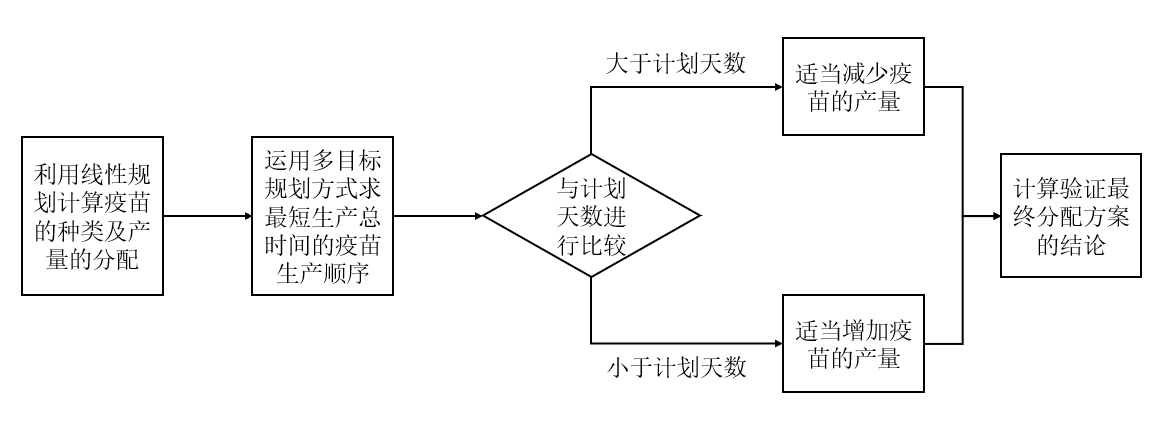 利用线性规
划计算疫苗
的种类及产
量的分配
运用多目标
规划方式求
最短生产总
时间的疫苗
生产顺序
与计划
天数进
行比较
大于计划天数
适当减少疫
苗的产量
小于计划天数
适当增加疫
苗的产量
计算验证最
终分配方案
的结论